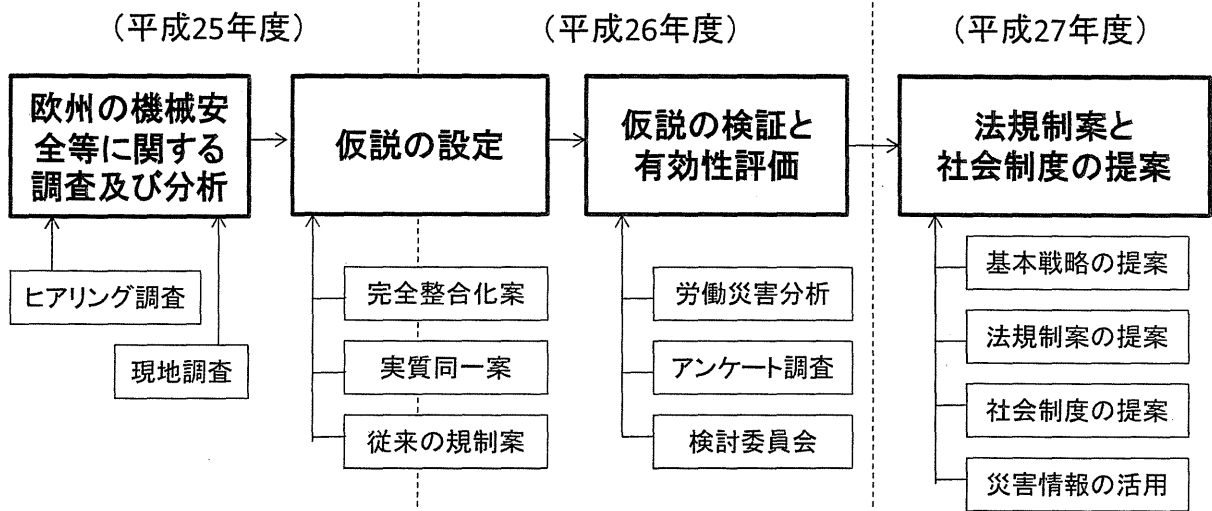 (平成25年度)
(平成26年度)
(平成27年度)
欧州の機械安
全等に関する
調査及び分析
仮説の設定
仮説の検証と
有効性評価
法規制案と
社会制度の提案
ヒアリング調査
現地調査
完全整合化案
実質同一案
従来の規制案
労働災害分析
アンケート調査
検討委員会
基本戦略の提案
法規制案の提案
社会制度の提案
災害情報の活用